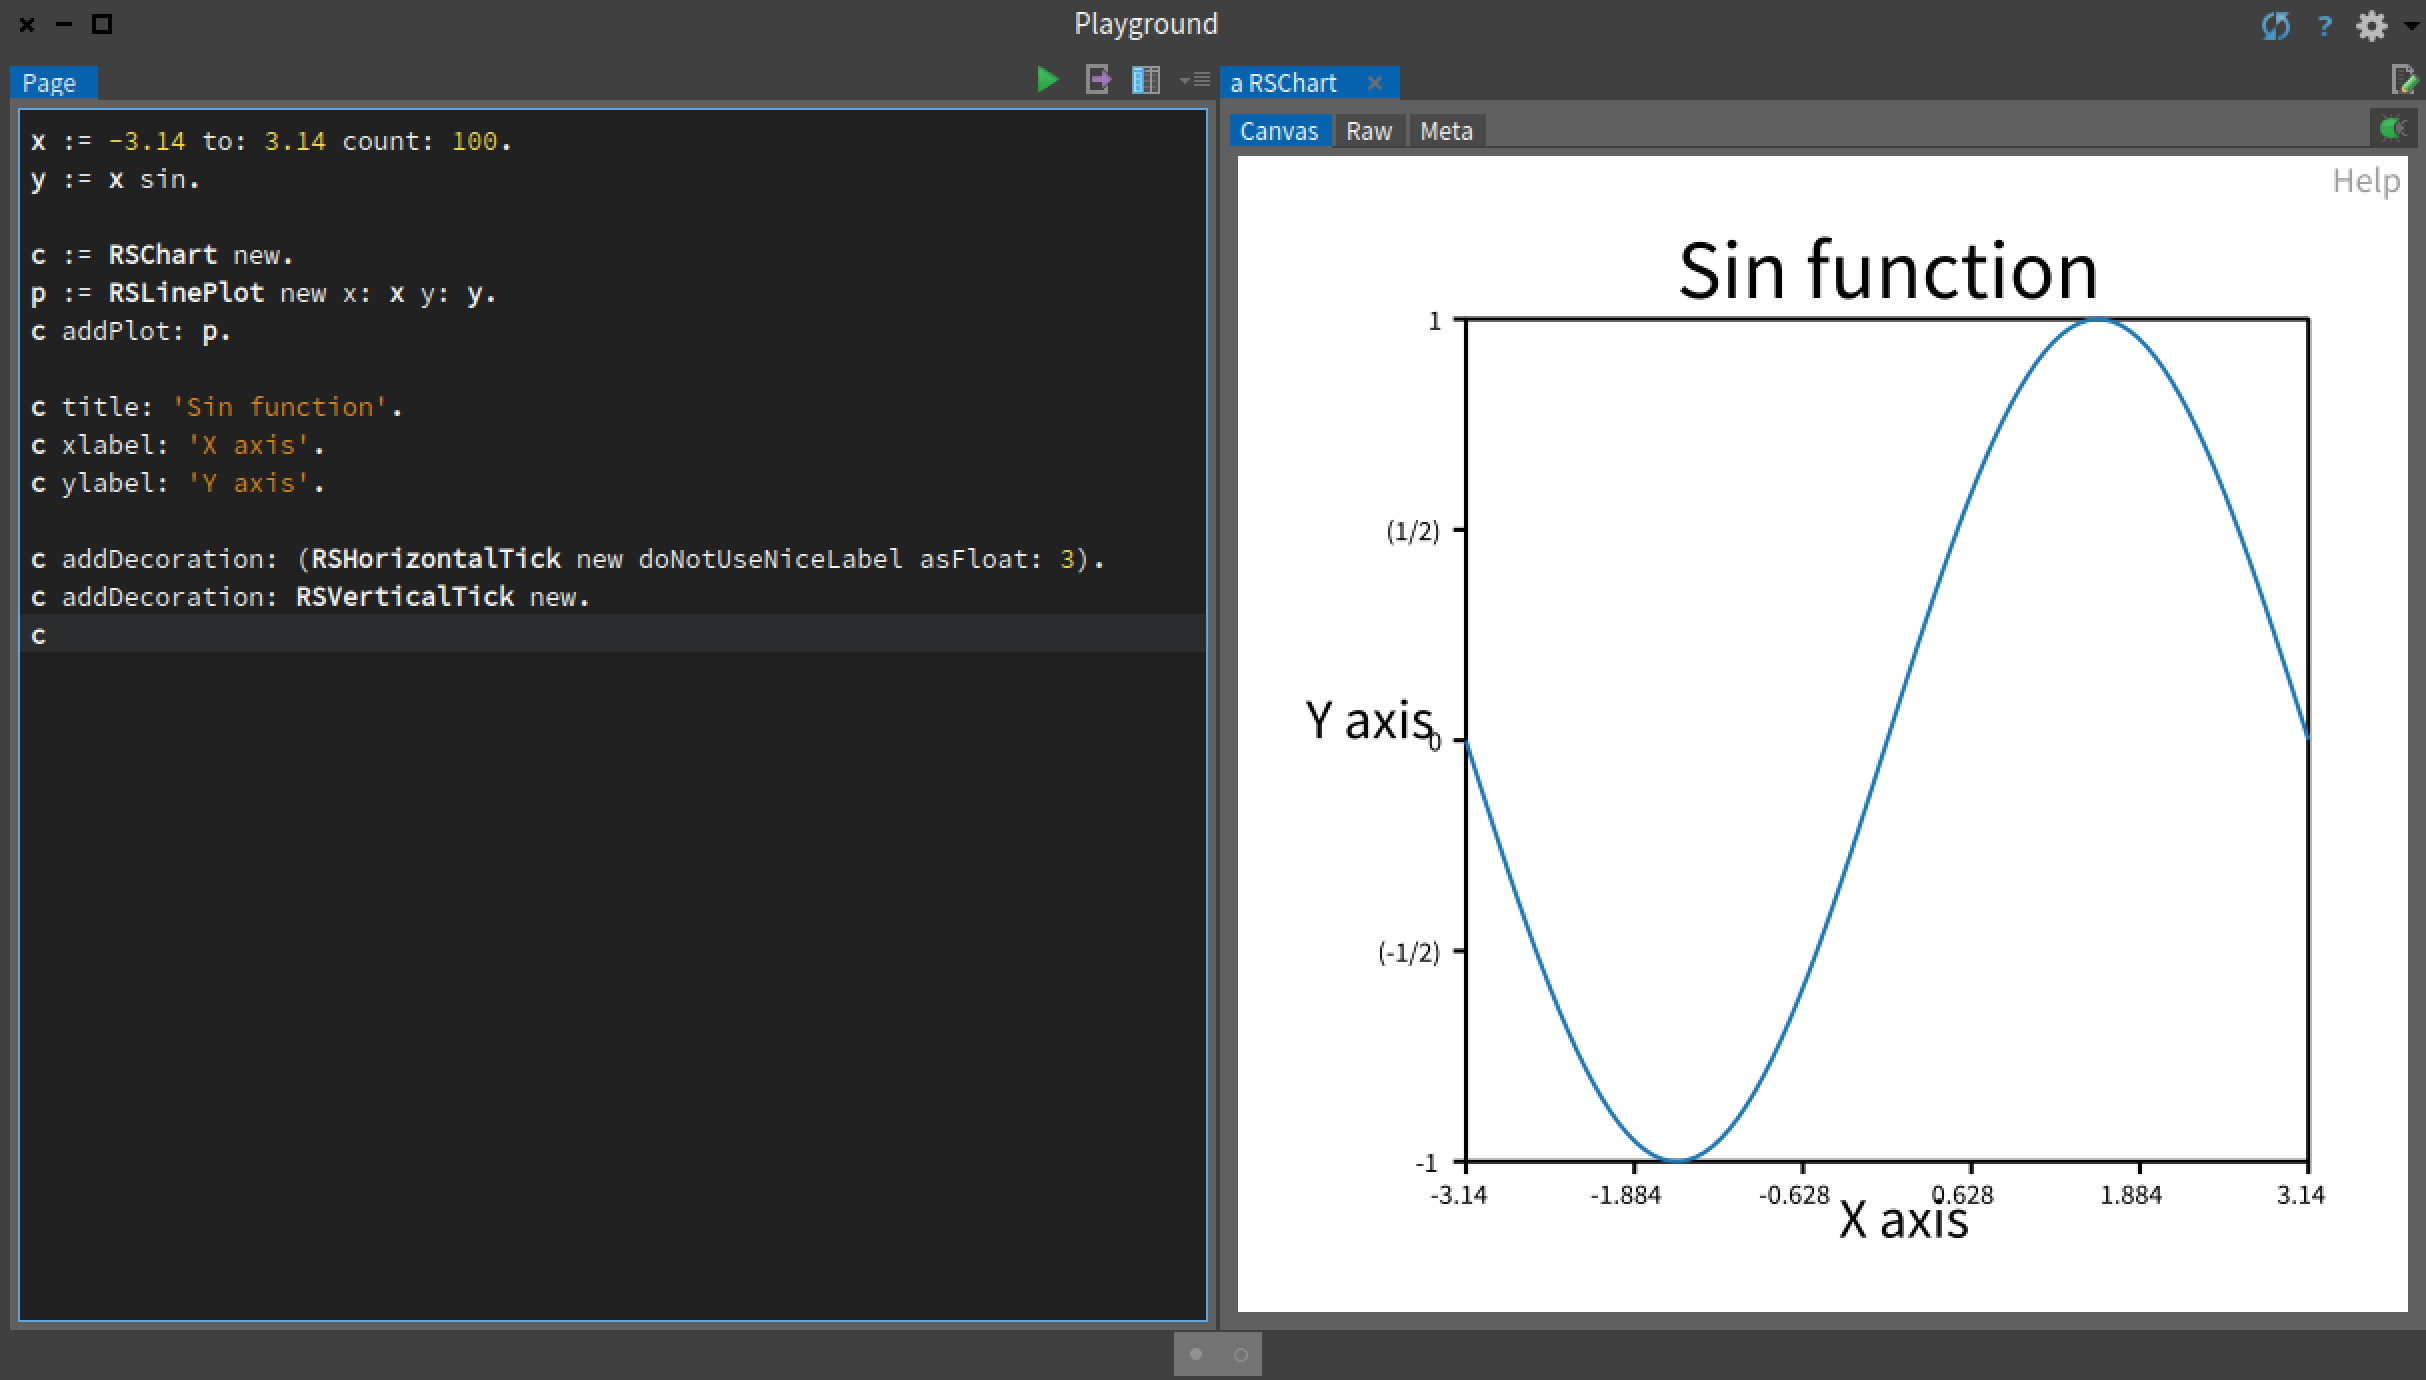 Playground
?
Page
a RSChart
Canvas Raw Meta
x := -3.14 to: 3.14 count: 100.
y := x sin.
c := RSChart new.
p := RSLinePlot new x: x y: y.
c addPlot: p.
c title: 'Sin function'.
c xlabel: 'X axis'.
c ylabel: 'Y axis'.
c addDecoration: (RSHorizontalTick new doNotUseNiceLabel asFloat: 3).
c addDecoration: RSVerticalTick new.
c
Help
Sin function
1
(1/2)
Y axis
0
(-1/2)
-1
-3.14 -1.884 -0.628 0.628 1.884 3.14
X axis